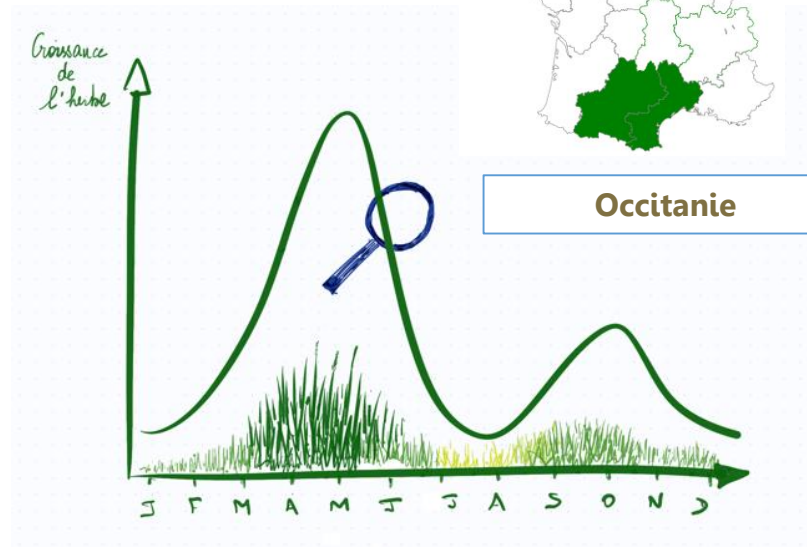 Croissance
de
l'herbe
Occitanie
J F M A M J J A S O N D